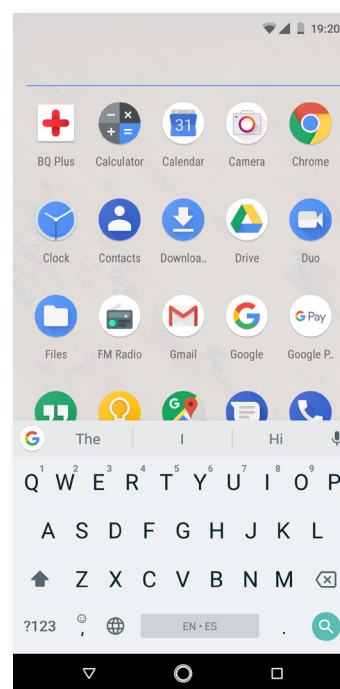 19:20
31
BQ Plus Calculator Calendar Camera Chrome
Clock Contacts Downloa.. Drive Duo
G Pay
Files FM Radio Gmail Google Google P..
The I Hi
1 2 3 4 5 6 7 8 9
Q W E R T Y U I O P
A S D F G H J K L
Z X C V B N M
?123 , EN • ES .